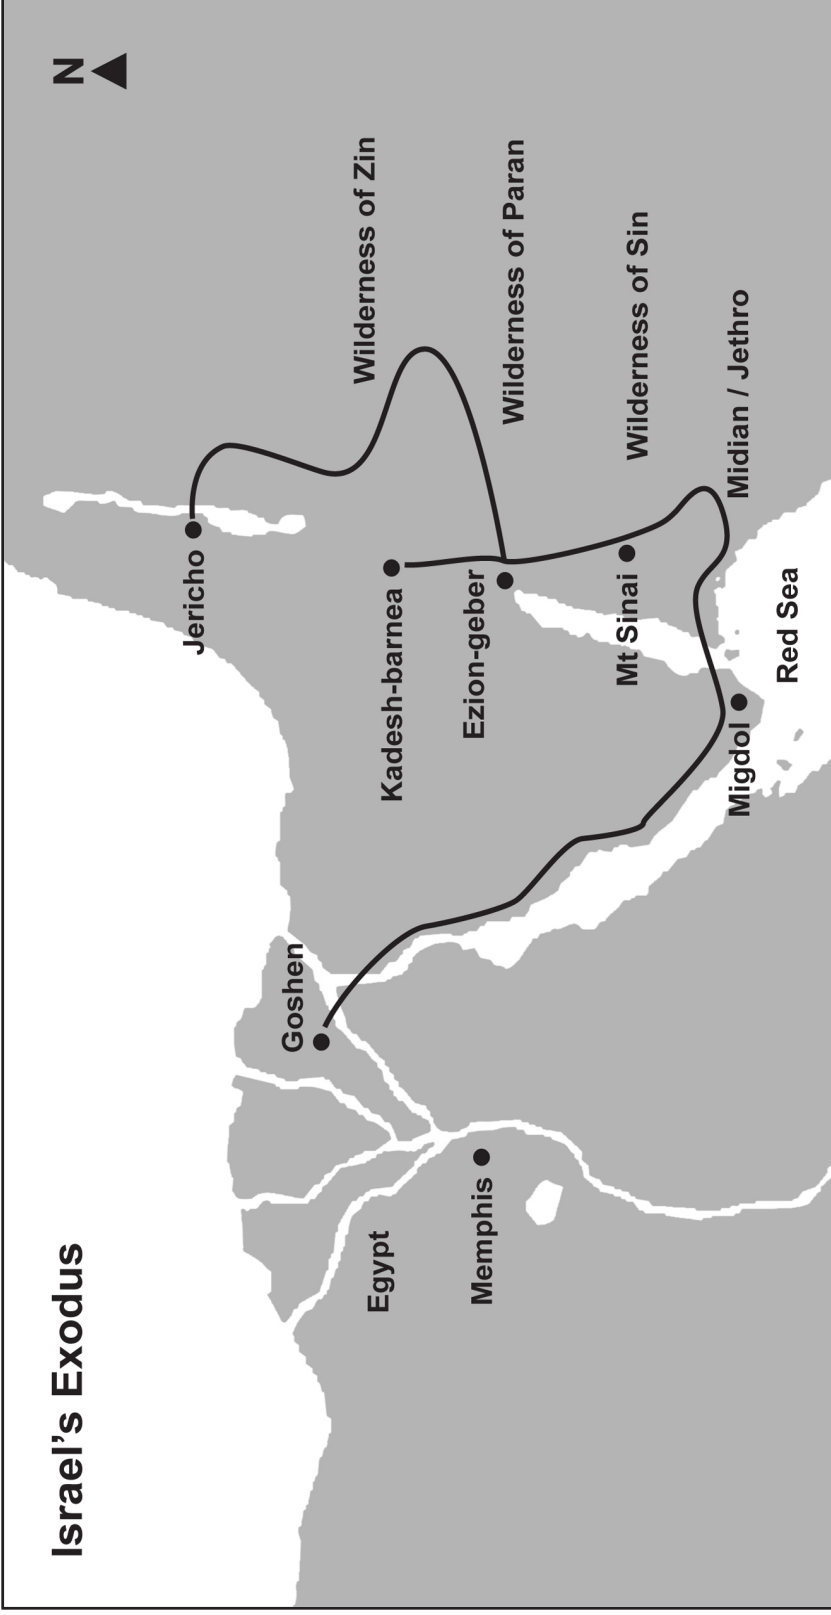 Israel’s Exodus
N
Jericho
Goshen
Wilderness of Zin
Egypt
Kadesh-barnea
Memphis
Ezion-geber
Wilderness of Paran
Mt Sinai
Wilderness of Sin
Migdol
Midian / Jethro
Red Sea